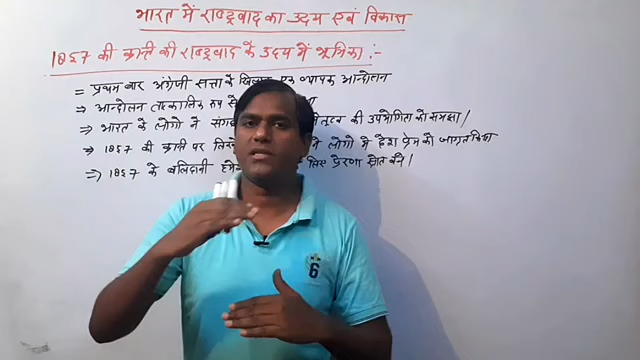 भारत में राष्ट्रवाद का उदय एवं विकास
1857 की क्रांती की राष्ट्रवाद के उदय में भूमिका :-
= प्रथम बार अंग्रेजी सत्ता के खिलाफ एक व्यापक आन्दोलन
⇒ आन्दोलन तात्कालिक रुप से
⇒ भारत के लोगो ने की उपयोगिता को समझा।
⇒ 1857 की क्रांती पर ने लोगो में देश प्रेम को जागृत किया
⇒ 1857 के बलिदानी लिए प्रेरणा स्रोत बने।
6